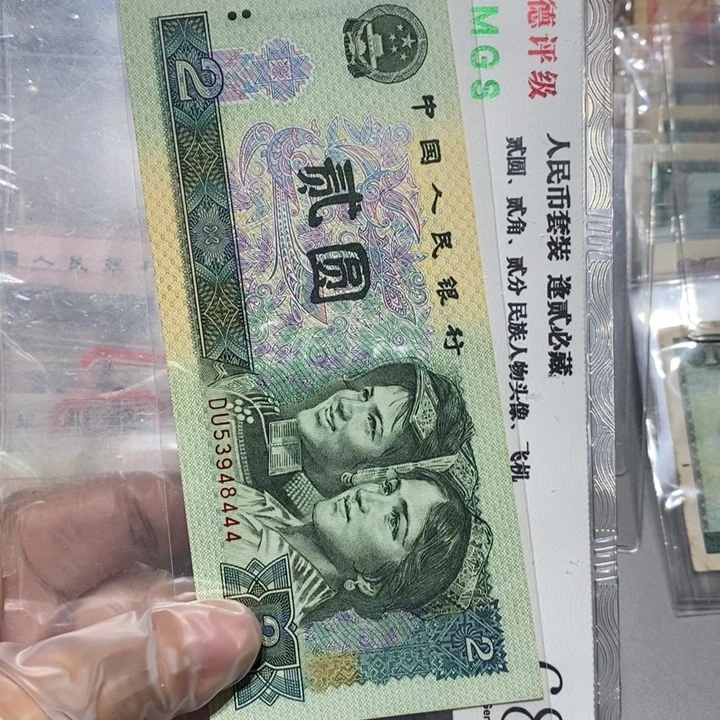 德评级
MGS
人民币套装 逢贰必藏
贰圆、贰角、贰分 民族人物头像、飞机
中国人民银行
贰圆
2
DU53948444
2
2